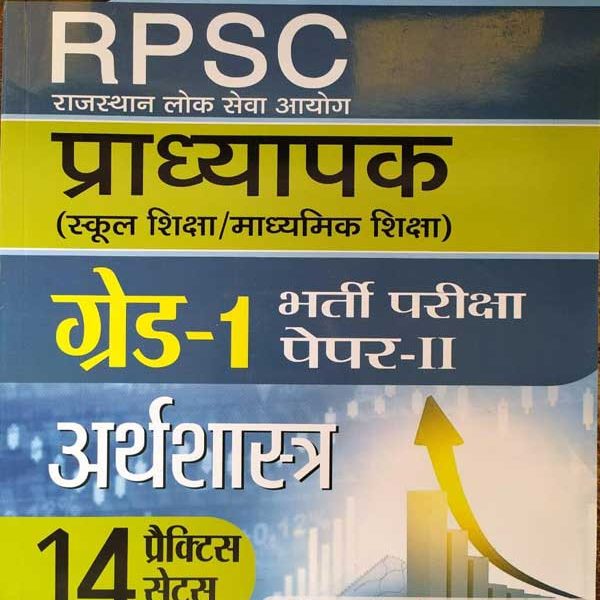 RPSC
राजस्थान लोक सेवा आयोग
प्राध्यापक
(स्कूल शिक्षा/माध्यमिक शिक्षा)
ग्रेड-1 भर्ती परीक्षा
पेपर-II
अर्थशास्त्र
14 प्रैक्टिस
सेट्स